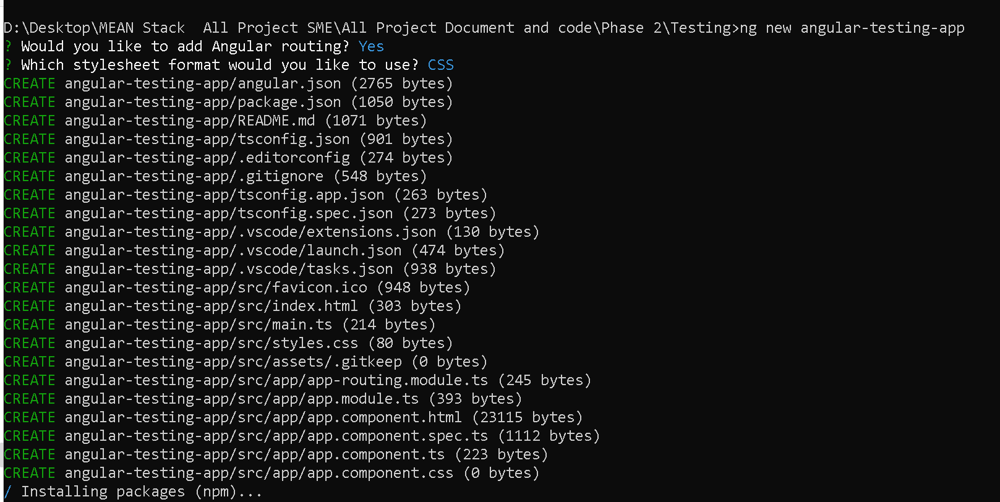 D:\Desktop\MEAN Stack  All Project SME\All Project Document and code\Phase 2\Testing>ng new angular-testing-app
? Would you like to add Angular routing? Yes
? Which stylesheet format would you like to use? CSS
CREATE angular-testing-app/angular.json (2765 bytes)
CREATE angular-testing-app/package.json (1050 bytes)
CREATE angular-testing-app/README.md (1071 bytes)
CREATE angular-testing-app/tsconfig.json (901 bytes)
CREATE angular-testing-app/.editorconfig (274 bytes)
CREATE angular-testing-app/.gitignore (548 bytes)
CREATE angular-testing-app/tsconfig.app.json (263 bytes)
CREATE angular-testing-app/tsconfig.spec.json (273 bytes)
CREATE angular-testing-app/.vscode/extensions.json (130 bytes)
CREATE angular-testing-app/.vscode/launch.json (474 bytes)
CREATE angular-testing-app/.vscode/tasks.json (938 bytes)
CREATE angular-testing-app/src/favicon.ico (948 bytes)
CREATE angular-testing-app/src/index.html (303 bytes)
CREATE angular-testing-app/src/main.ts (214 bytes)
CREATE angular-testing-app/src/styles.css (80 bytes)
CREATE angular-testing-app/src/assets/.gitkeep (0 bytes)
CREATE angular-testing-app/src/app/app-routing.module.ts (245 bytes)
CREATE angular-testing-app/src/app/app.module.ts (393 bytes)
CREATE angular-testing-app/src/app/app.component.html (23115 bytes)
CREATE angular-testing-app/src/app/app.component.spec.ts (1112 bytes)
CREATE angular-testing-app/src/app/app.component.ts (223 bytes)
CREATE angular-testing-app/src/app/app.component.css (0 bytes)
/ Installing packages (npm)...